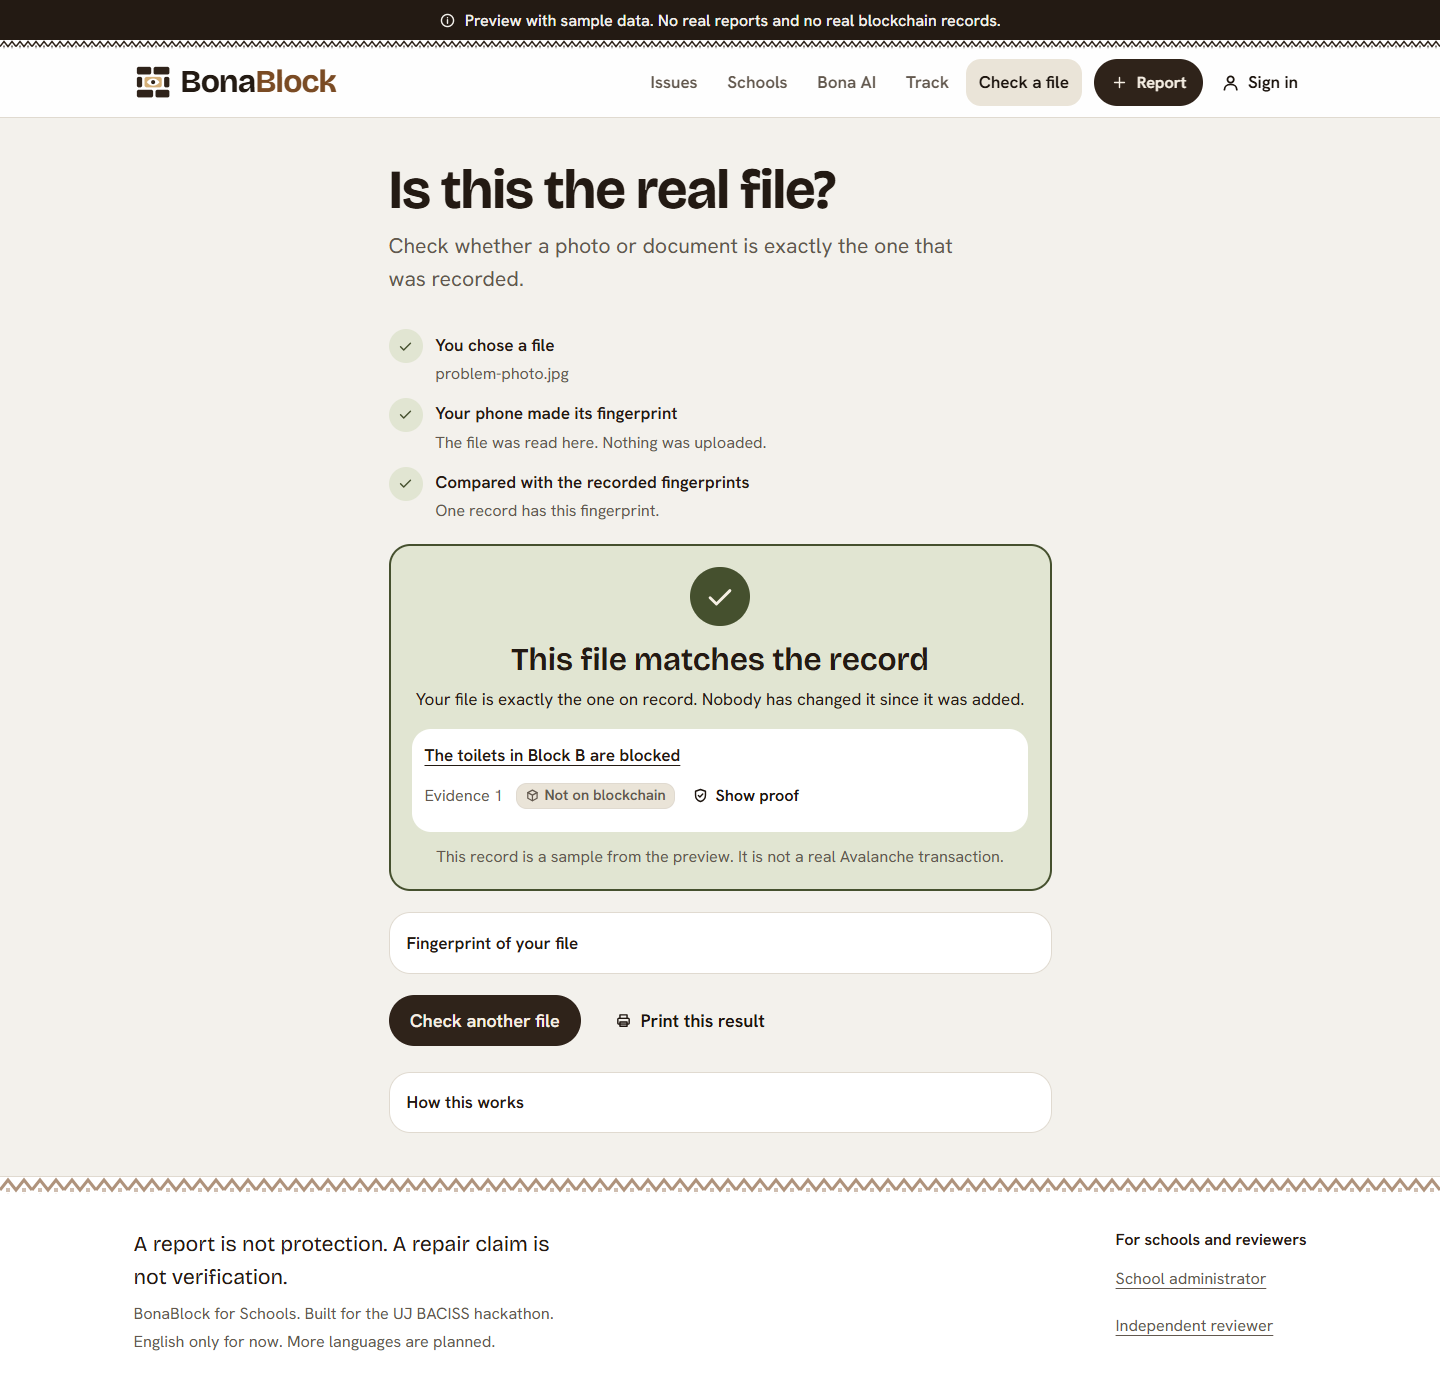 Preview with sample data. No real reports and no real blockchain records.
BonaBlock
Issues
Schools
Bona AI
Track
Check a file
Report
Sign in
Is this the real file?
Check whether a photo or document is exactly the one that
was recorded.
You chose a file
problem-photo.jpg
Your phone made its fingerprint
The file was read here. Nothing was uploaded.
Compared with the recorded fingerprints
One record has this fingerprint.
This file matches the record
Your file is exactly the one on record. Nobody has changed it since it was added.
The toilets in Block B are blocked
Evidence 1
Not on blockchain
Show proof
This record is a sample from the preview. It is not a real Avalanche transaction.
Fingerprint of your file
Check another file
Print this result
How this works
A report is not protection. A repair claim is
not verification.
BonaBlock for Schools. Built for the UJ BACISS hackathon.
English only for now. More languages are planned.
For schools and reviewers
School administrator
Independent reviewer